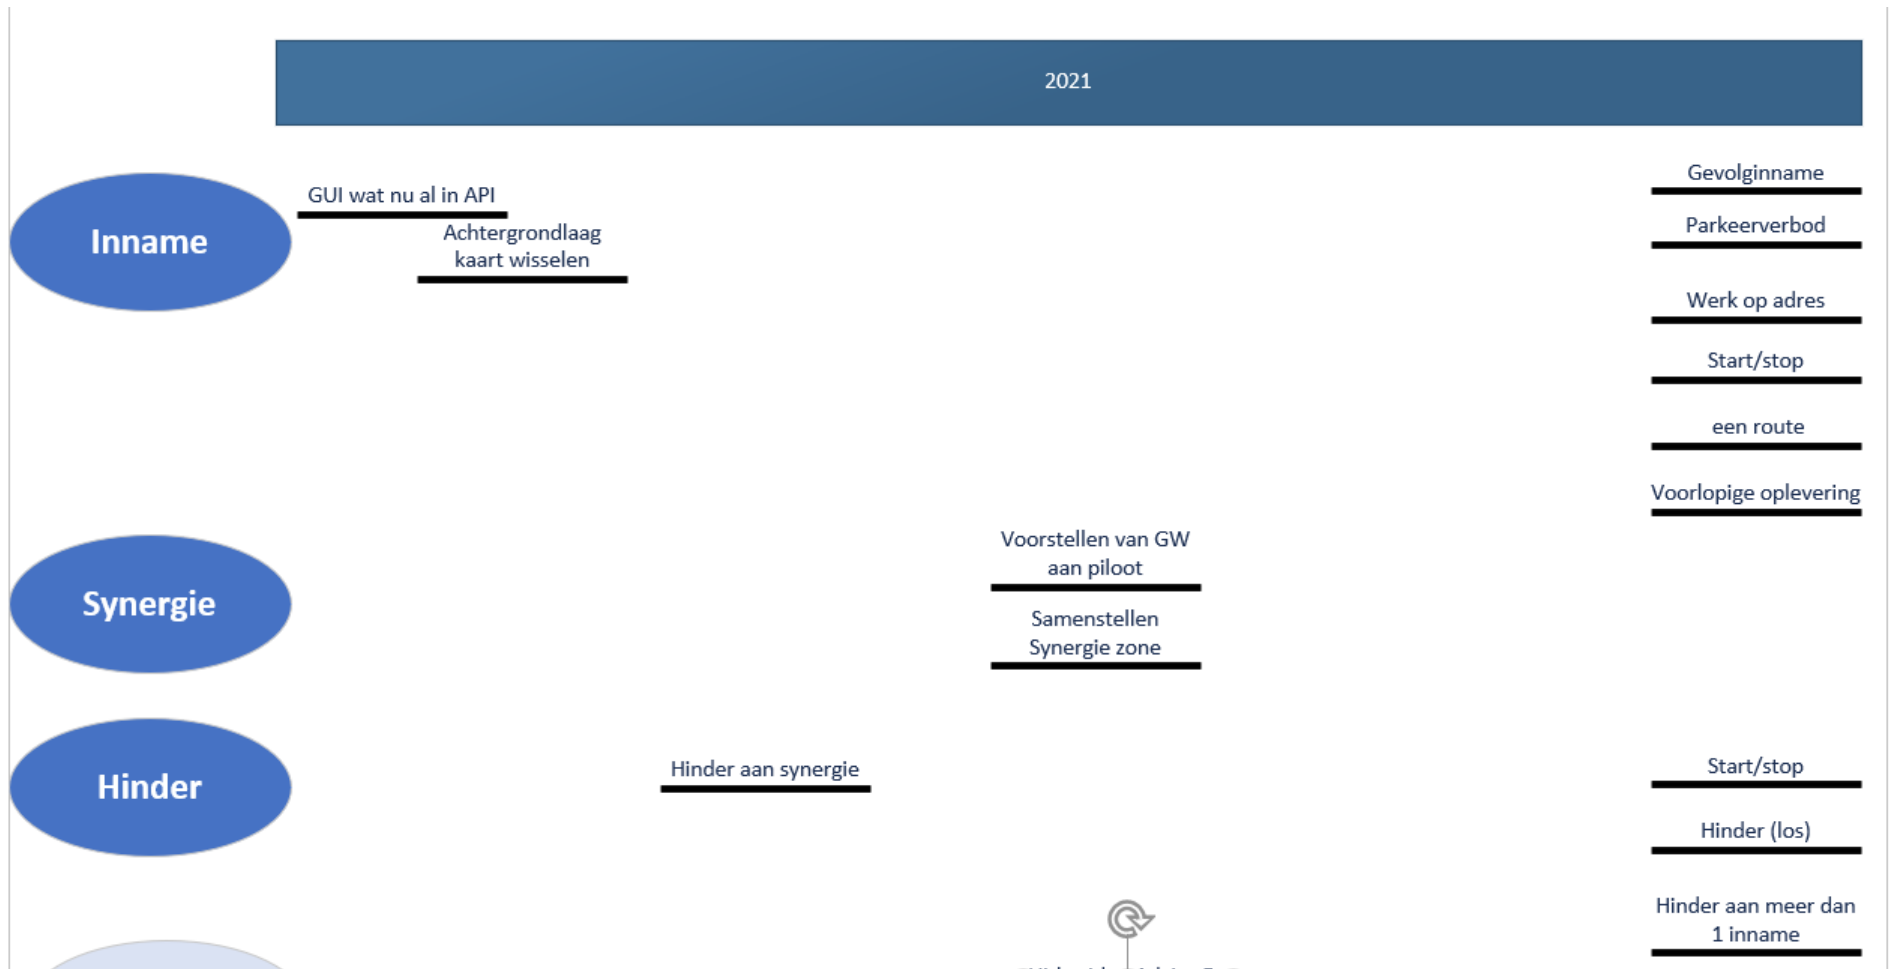 2021
Inname
GUI wat nu al in API
Achtergrondlaag
kaart wisselen
Gevolginname
Parkeerverbod
Werk op adres
Start/stop
een route
Voorlopige oplevering
Synergie
Voorstellen van GW
aan piloot
Samenstellen
Synergie zone
Hinder
Hinder aan synergie
Start/stop
Hinder (los)
Hinder aan meer dan
1 inname